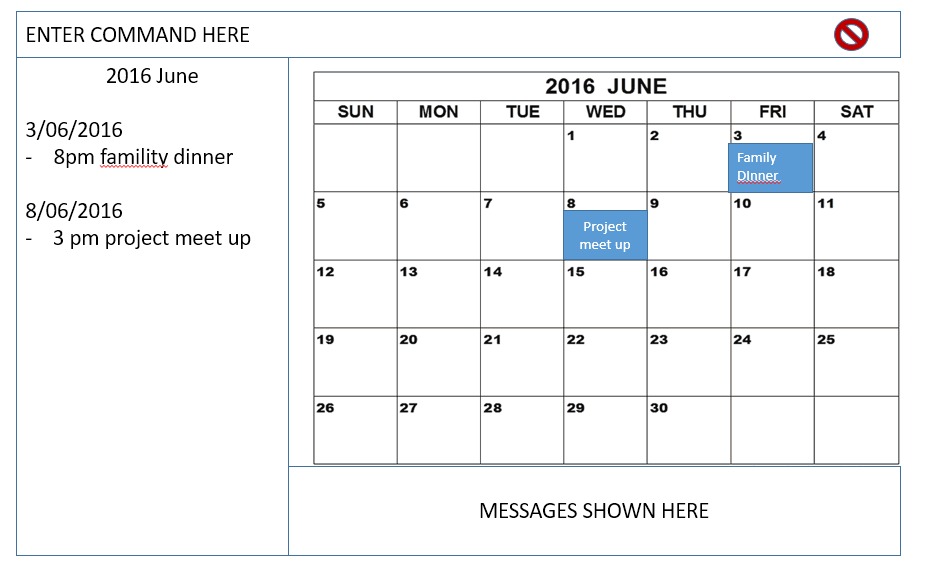 ENTER COMMAND HERE
2016 June
3/06/2016
- 8pm famility dinner
8/06/2016
- 3 pm project meet up
2016 JUNE
SUN MON TUE WED THU FRI SAT
1 2 3 4
Family
DInner
5 6 7 8 9 10 11
Project
meet up
12 13 14 15 16 17 18
19 20 21 22 23 24 25
26 27 28 29 30
MESSAGES SHOWN HERE